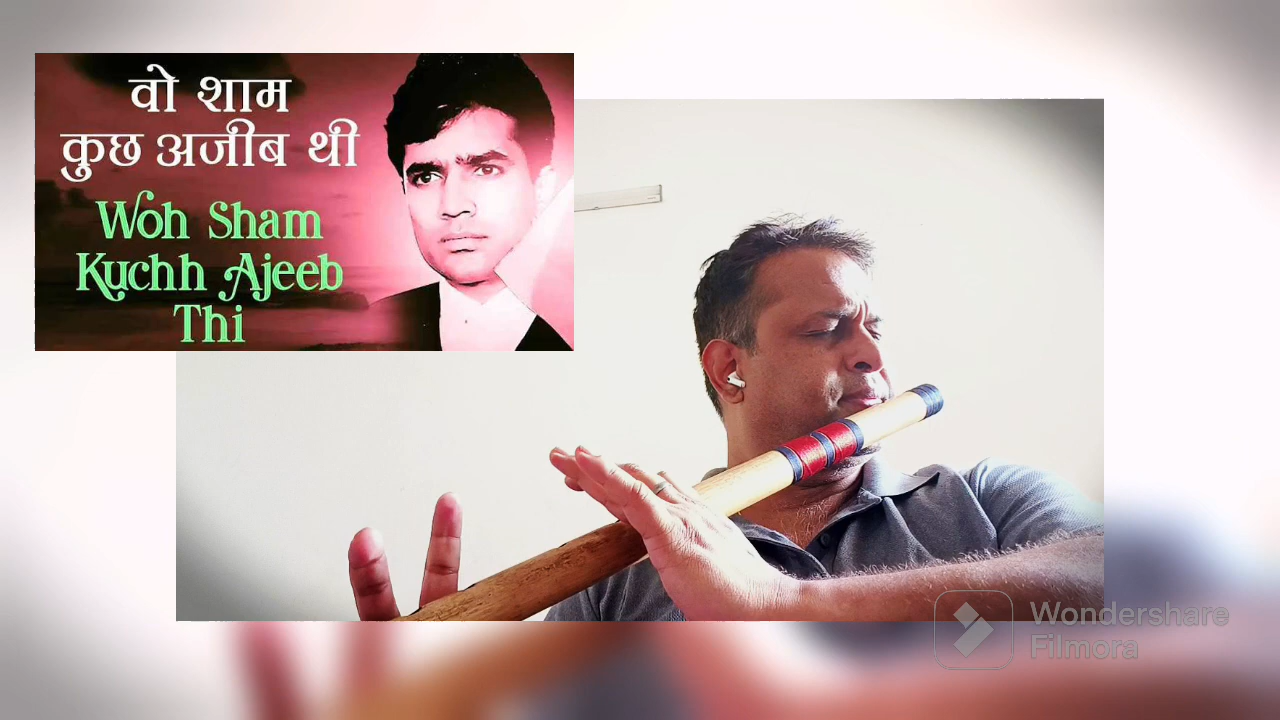 वो शाम
कुछ अजीब थी
Woh Sham
Kuchh Ajeeb
Thi
Wondershare
Filmora